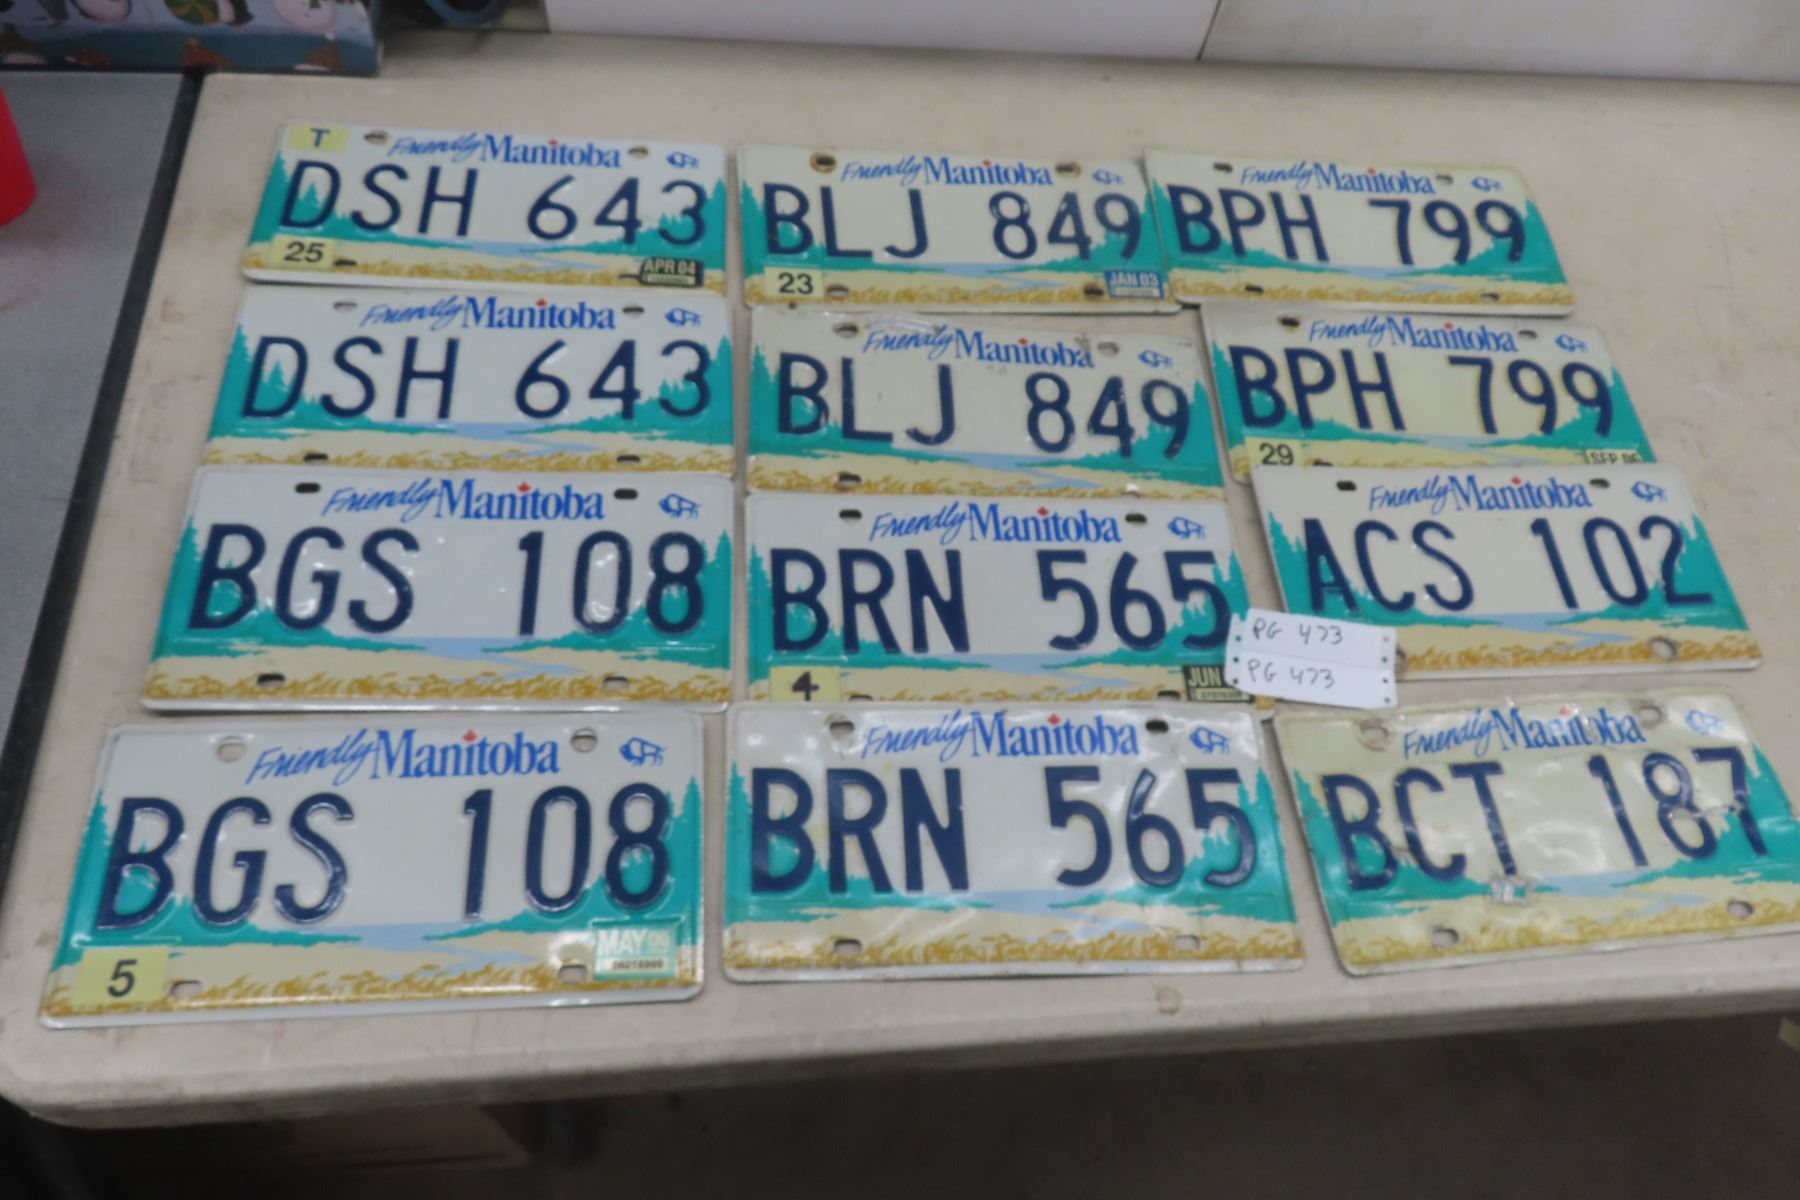 T
Friendly Manitoba
DSH 643
25
APR 04
Friendly Manitoba
BLJ 849
23
JAN 03
Friendly Manitoba
BPH 799
Friendly Manitoba
DSH 643
Friendly Manitoba
BLJ 849
Friendly Manitoba
BPH 799
29
SEP 06
Friendly Manitoba
BGS 108
Friendly Manitoba
BRN 565
4
JUN
Friendly Manitoba
ACS 102
PG 473
PG 473
Friendly Manitoba
BGS 108
5
MAY 99
Friendly Manitoba
BRN 565
Friendly Manitoba
BCT 187